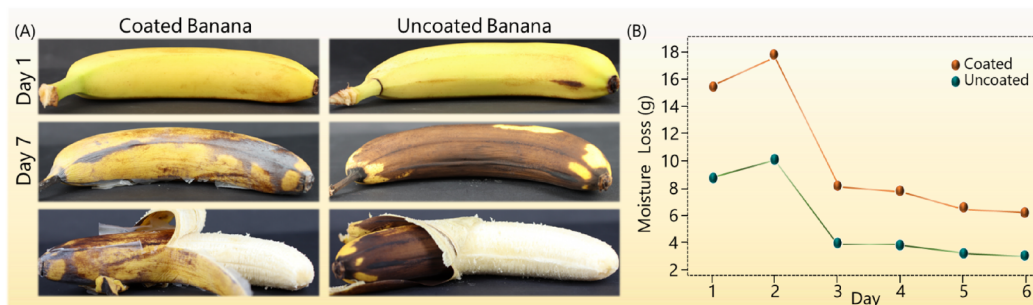 (A)
Coated Banana
Uncoated Banana
Day 1
Day 7
(B)
Moisture Loss (g)
18
16
14
12
10
8
6
4
2
Coated
Uncoated
1 2 3 4 5 6
Day